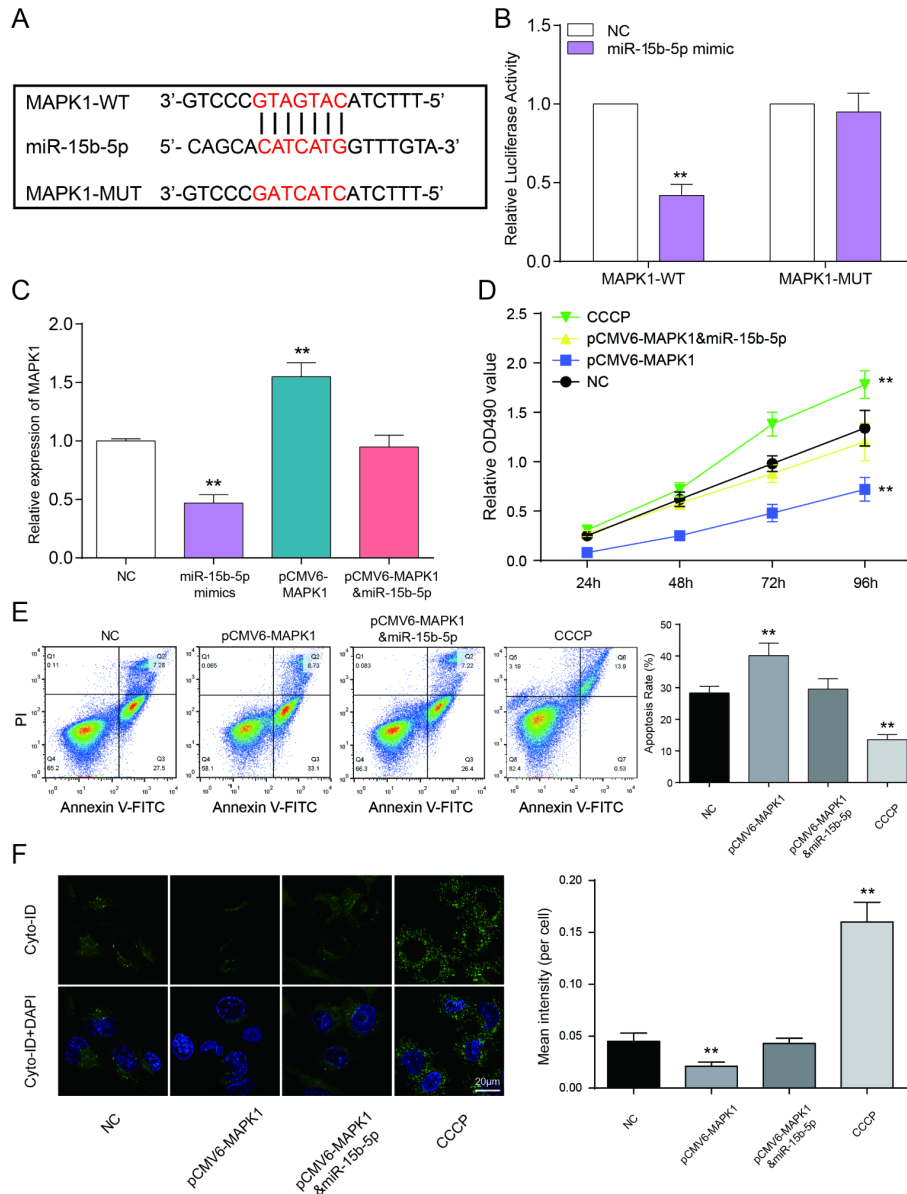 A
MAPK1-WT 3'-GTCCCGTAGTACATCTTT-5'
miR-15b-5p 5'- CAGCACATCATGGTTTGTA-3'
MAPK1-MUT 3'-GTCCCGATCATCATCTTT-5'
B
NC
miR-15b-5p mimic
Relative Lucliferase Activity
1.5
1.0
0.5
0.0
**
MAPK1-WT MAPK1-MUT
C
Relative expression of MAPK1
2.0
1.5
1.0
0.5
0.0
**
**
NC
miR-15b-5p
mimics
pCMV6-
MAPK1
pCMV6-MAPK1
&miR-15b-5p
D
CCCP
pCMV6-MAPK1&miR-15b-5p
pCMV6-MAPK1
NC
Relative OD490 value
2.5
2.0
1.5
1.0
0.5
0.0
**
**
24h 48h 72h 96h
E
NC
pCMV6-MAPK1
pCMV6-MAPK1
&miR-15b-5p
CCCP
PI
Q1
0.11
Q2
7.28
Q4
65.2
Q3
27.5
Q1
0.065
Q2
8.73
Q4
58.1
Q3
33.1
Q1
0.083
Q2
7.22
Q4
66.3
Q3
26.4
Q5
3.19
Q6
13.9
Q8
82.4
Q7
0.53
Annexin V-FITC Annexin V-FITC Annexin V-FITC Annexin V-FITC
Apoptosis Rate (%)
50
40
30
20
10
0
**
**
NC
pCMV6-MAPK1
pCMV6-MAPK1
&miR-15b-5p
CCCP
F
Cyto-ID
Cyto-ID+DAPI
20μm
NC
pCMV6-MAPK1
pCMV6-MAPK1
&miR-15b-5p
CCCP
Mean intensity (per cell)
0.20
0.15
0.10
0.05
0.00
**
**
NC
pCMV6-MAPK1
pCMV6-MAPK1
&miR-15b-5p
CCCP